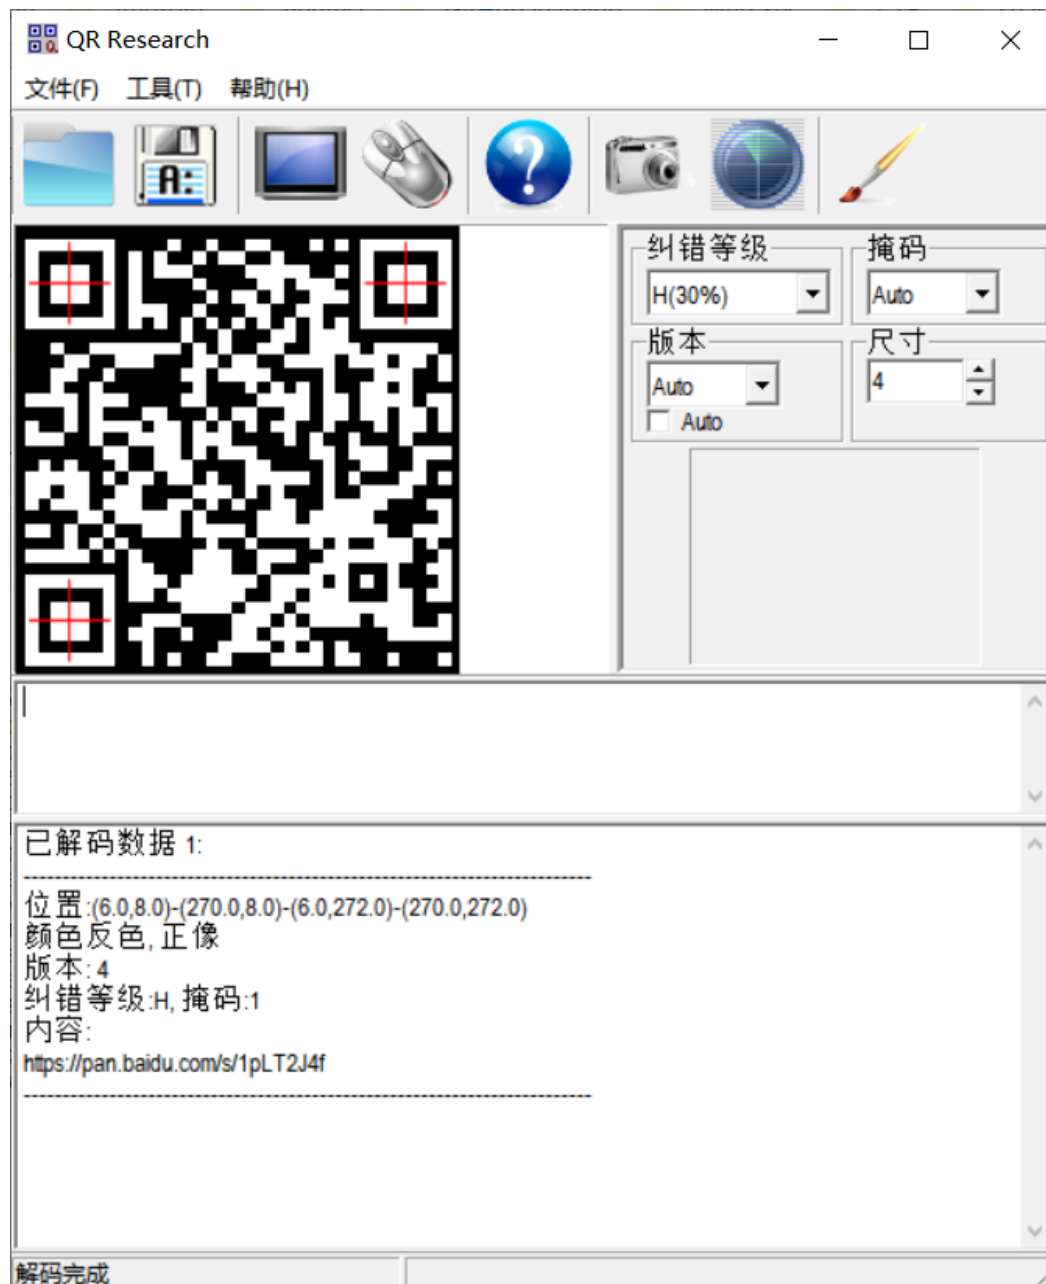 QR Research
文件(F) 工具(T) 帮助(H)
A:
?
纠错等级
掩码
H(30%)
Auto
版本
尺寸
Auto
4
Auto
已解码数据 1:
---------------------------------------------------------------------------
位置:(6.0,8.0)-(270.0,8.0)-(6.0,272.0)-(270.0,272.0)
颜色反色, 正像
版本: 4
纠错等级:H, 掩码:1
内容:
https://pan.baidu.com/s/1pLT2J4f
---------------------------------------------------------------------------
解码完成